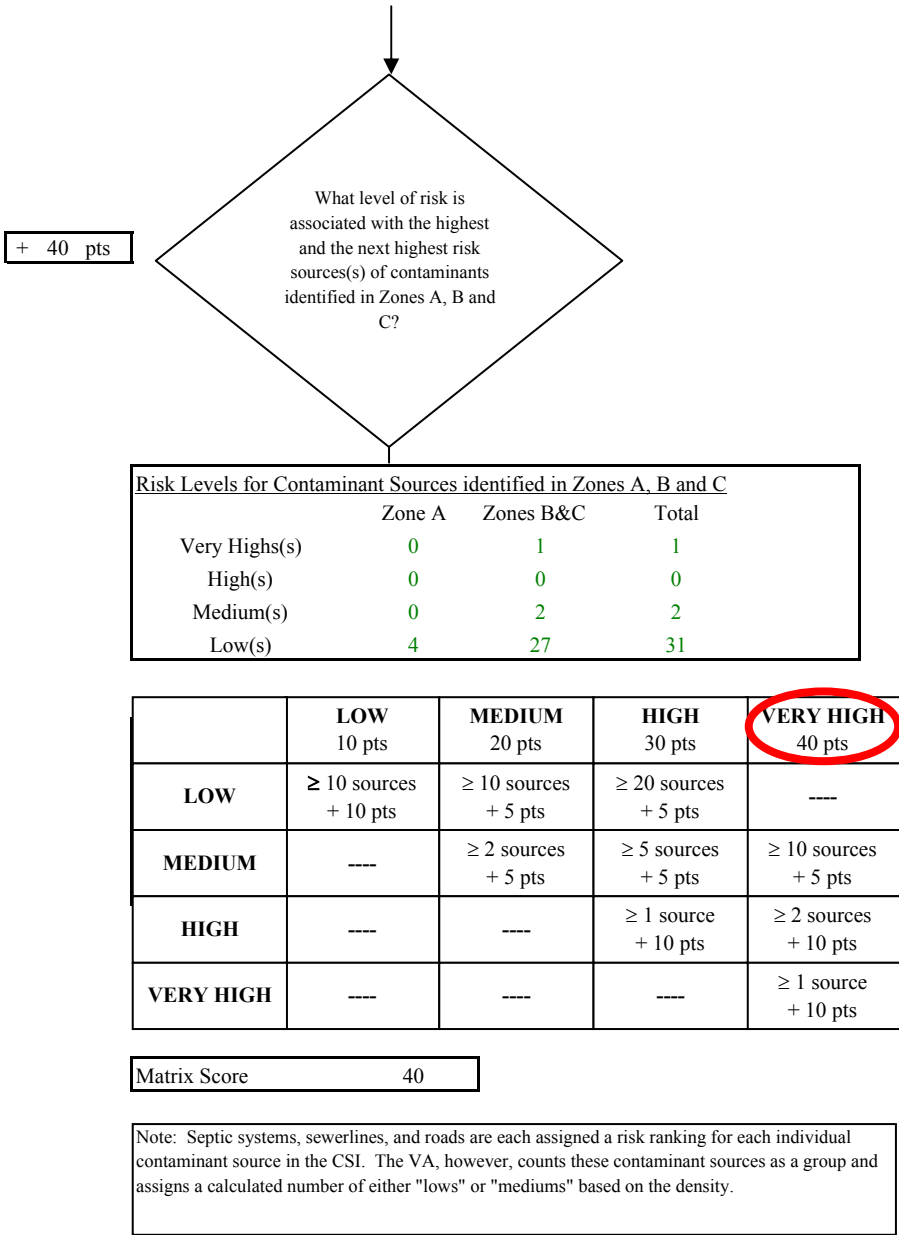 What level of risk is
associated with the highest
and the next highest risk
sources(s) of contaminants
identified in Zones A, B and
C?
+ 40 pts
Risk Levels for Contaminant Sources identified in Zones A, B and C
Zone A Zones B&C Total
Very Highs(s) 0 1 1
High(s) 0 0 0
Medium(s) 0 2 2
Low(s) 4 27 31
LOW MEDIUM HIGH VERY HIGH
10 pts 20 pts 30 pts 40 pts
LOW ≥ 10 sources ≥ 10 sources ≥ 20 sources ----
+ 10 pts + 5 pts + 5 pts
MEDIUM ---- ≥ 2 sources ≥ 5 sources ≥ 10 sources
+ 5 pts + 5 pts + 5 pts
HIGH ---- ---- ≥ 1 source ≥ 2 sources
+ 10 pts + 10 pts
VERY HIGH ---- ---- ---- ≥ 1 source
+ 10 pts
Matrix Score 40
Note: Septic systems, sewerlines, and roads are each assigned a risk ranking for each individual
contaminant source in the CSI. The VA, however, counts these contaminant sources as a group and
assigns a calculated number of either "lows" or "mediums" based on the density.